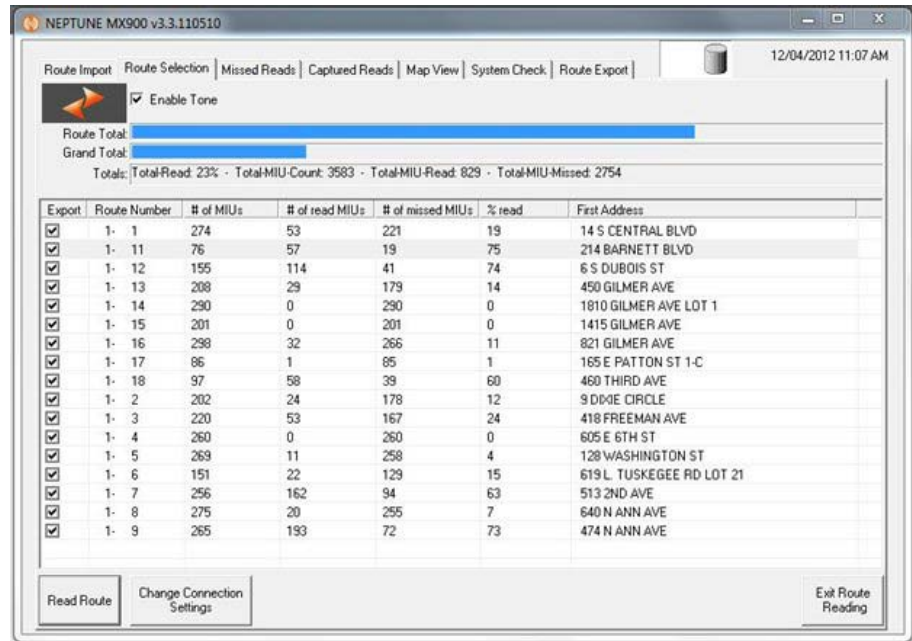 NEPTUNE MX900 v3.3.110510
12/04/2012 11:07 AM
Route Import Route Selection Missed Reads Captured Reads Map View System Check Route Export
Enable Tone
Route Total:
Grand Total:
Totals: Total-Read: 23% - Total-MIU-Count: 3583 - Total-MIU-Read: 829 - Total-MIU-Missed: 2754
Export Route Number # of MIUs # of read MIUs # of missed MIUs % read First Address
1- 1 274 53 221 19 14 S CENTRAL BLVD
1- 11 76 57 19 75 214 BARNETT BLVD
1- 12 155 114 41 74 6 S DUBOIS ST
1- 13 208 29 179 14 450 GILMER AVE
1- 14 290 0 290 0 1810 GILMER AVE LOT 1
1- 15 201 0 201 0 1415 GILMER AVE
1- 16 298 32 266 11 821 GILMER AVE
1- 17 86 1 85 1 165 E PATTON ST 1-C
1- 18 97 58 39 60 460 THIRD AVE
1- 2 202 24 178 12 9 DIXIE CIRCLE
1- 3 220 53 167 24 418 FREEMAN AVE
1- 4 260 0 260 0 605 E 6TH ST
1- 5 269 11 258 4 128 WASHINGTON ST
1- 6 151 22 129 15 619 L. TUSKEGEE RD LOT 21
1- 7 256 162 94 63 513 2ND AVE
1- 8 275 20 255 7 640 N ANN AVE
1- 9 265 193 72 73 474 N ANN AVE
Read Route
Change Connection
Settings
Exit Route
Reading